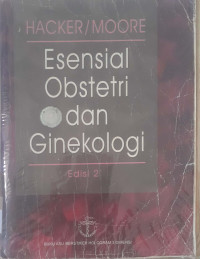 HACKER/MOORE
Esensial
Obstetri
dan
Ginekologi
Edisi 2